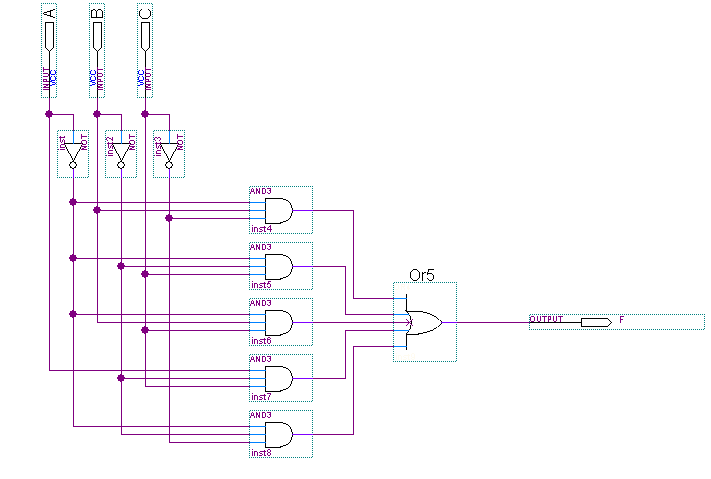 A
B
C
INPUT
VCC
VCC
INPUT
VCC
INPUT
inst
NOT
inst2
NOT
inst3
NOT
AND3
inst4
AND3
inst5
Or5
AND3
inst6
OUTPUT
F
AND3
inst7
AND3
inst8